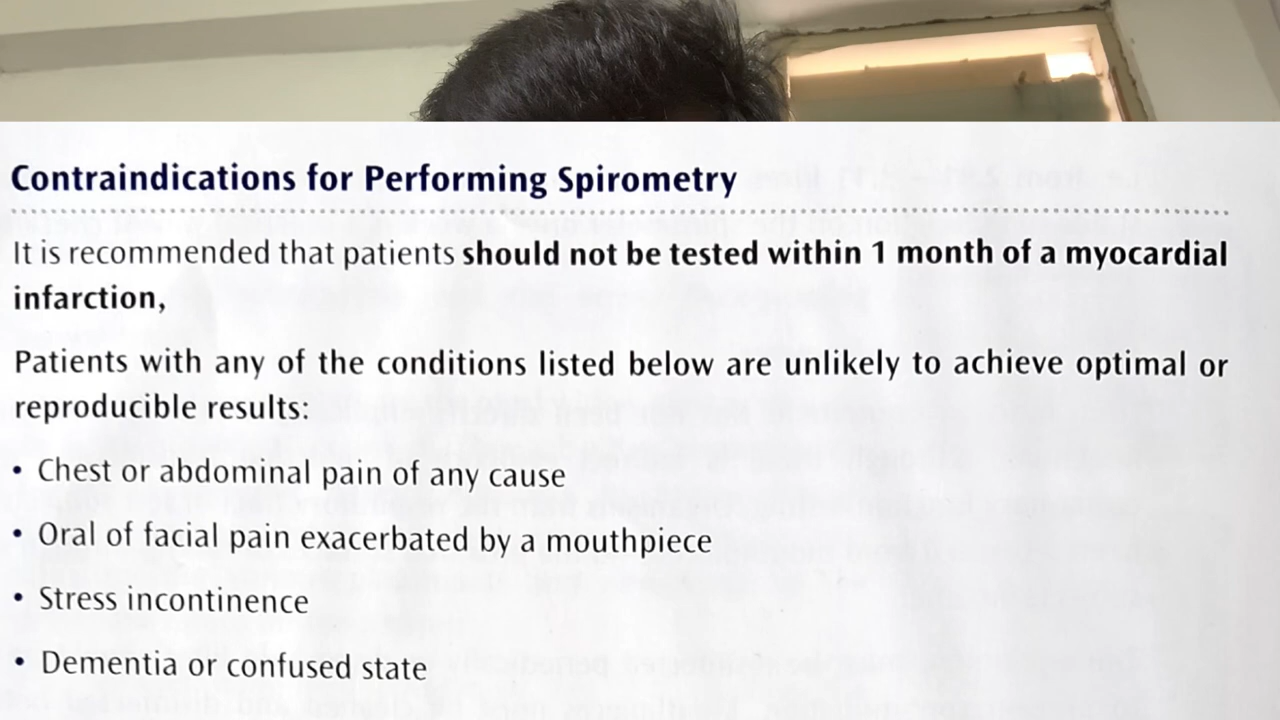 Contraindications for Performing Spirometry
It is recommended that patients should not be tested within 1 month of a myocardial
infarction,
Patients with any of the conditions listed below are unlikely to achieve optimal or
reproducible results:
• Chest or abdominal pain of any cause
• Oral of facial pain exacerbated by a mouthpiece
• Stress incontinence
• Dementia or confused state